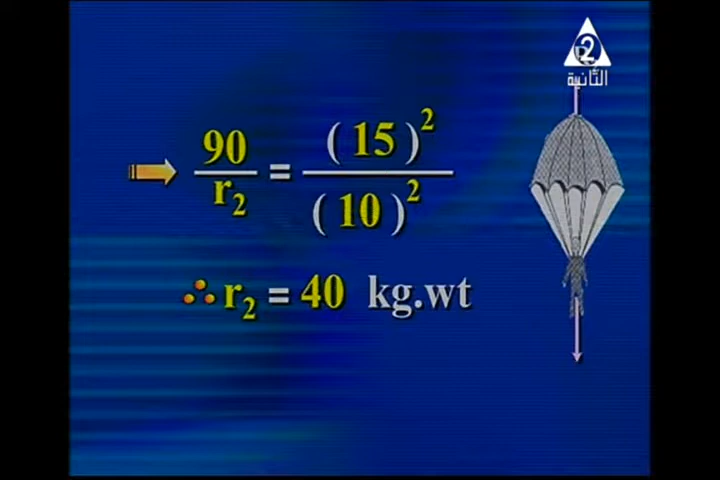 2
الثانية
90 / r₂ = (15)² / (10)²
∴ r₂ = 40 kg.wt